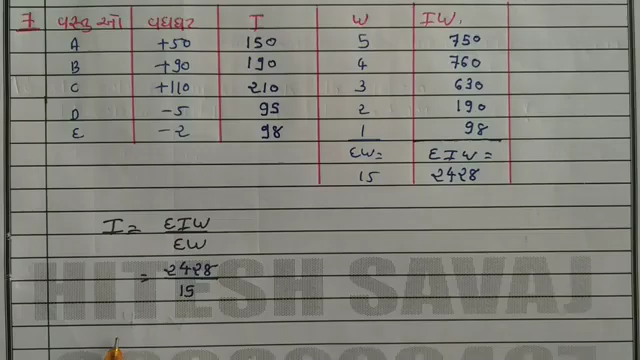 7 વસ્તુઓ વધઘટ I W IW.
A +50 150 5 750
B +90 190 4 760
C +110 210 3 630
D -5 95 2 190
E -2 98 1 98
ΣW= ΣIW=
15 2428
I = ΣIW
ΣW
= 2428
15
HITESH SAVAJ